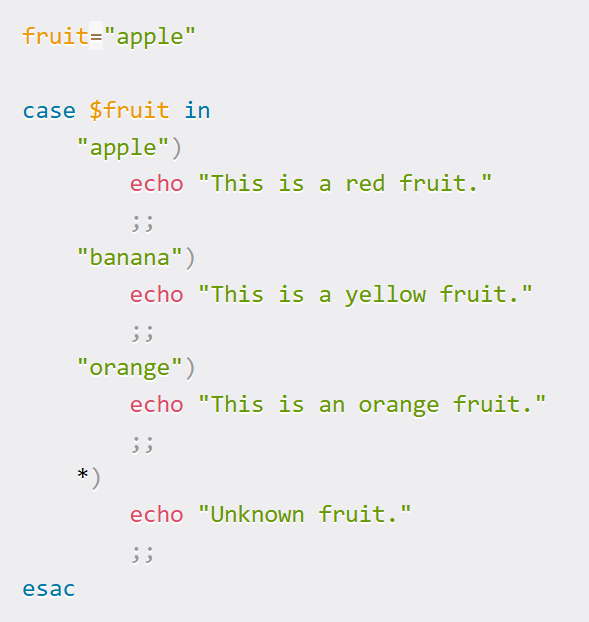 fruit="apple"

case $fruit in
    "apple")
        echo "This is a red fruit."
        ;;
    "banana")
        echo "This is a yellow fruit."
        ;;
    "orange")
        echo "This is an orange fruit."
        ;;
    *)
        echo "Unknown fruit."
        ;;
esac